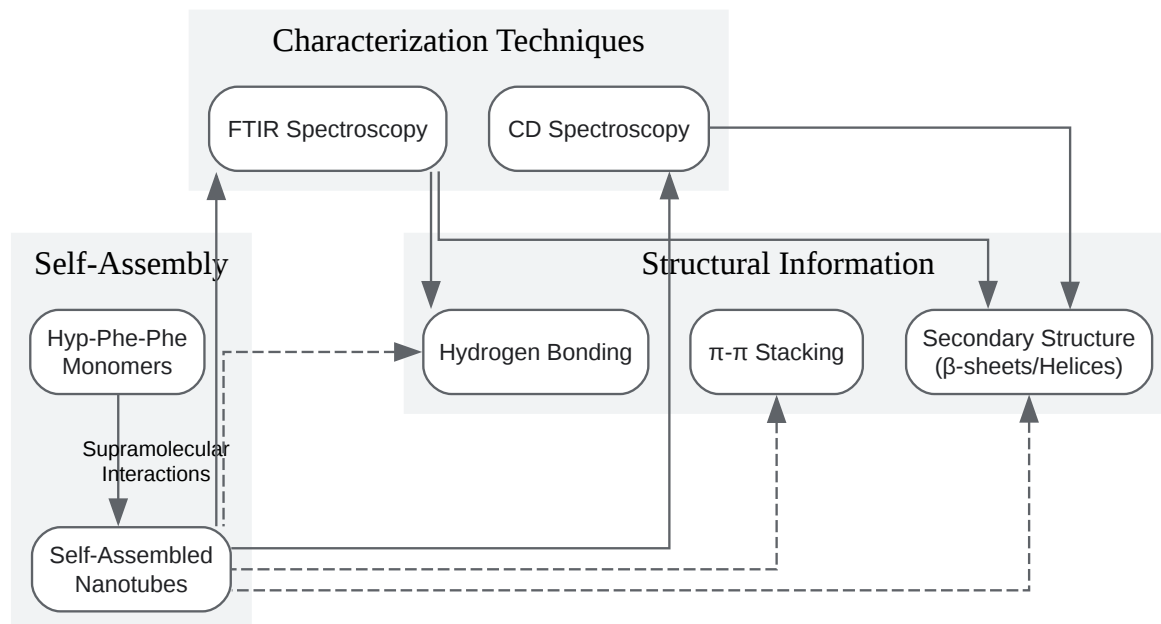 Characterization Techniques
FTIR Spectroscopy
CD Spectroscopy
Self-Assembly
Structural Information
Hyp-Phe-Phe
Monomers
Hydrogen Bonding
π-π Stacking
Secondary Structure
(β-sheets/Helices)
Supramolecular
Interactions
Self-Assembled
Nanotubes